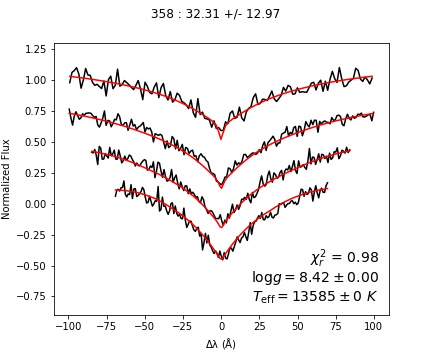 358 : 32.31 +/- 12.97
1.25
1.00
0.75
0.50
0.25
0.00
−0.25
−0.50
−0.75
Normalized Flux
χ²ᵣ = 0.98
logg = 8.42 ± 0.00
Teff = 13585 ± 0 K
−100 −75 −50 −25 0 25 50 75 100
Δλ (Å)